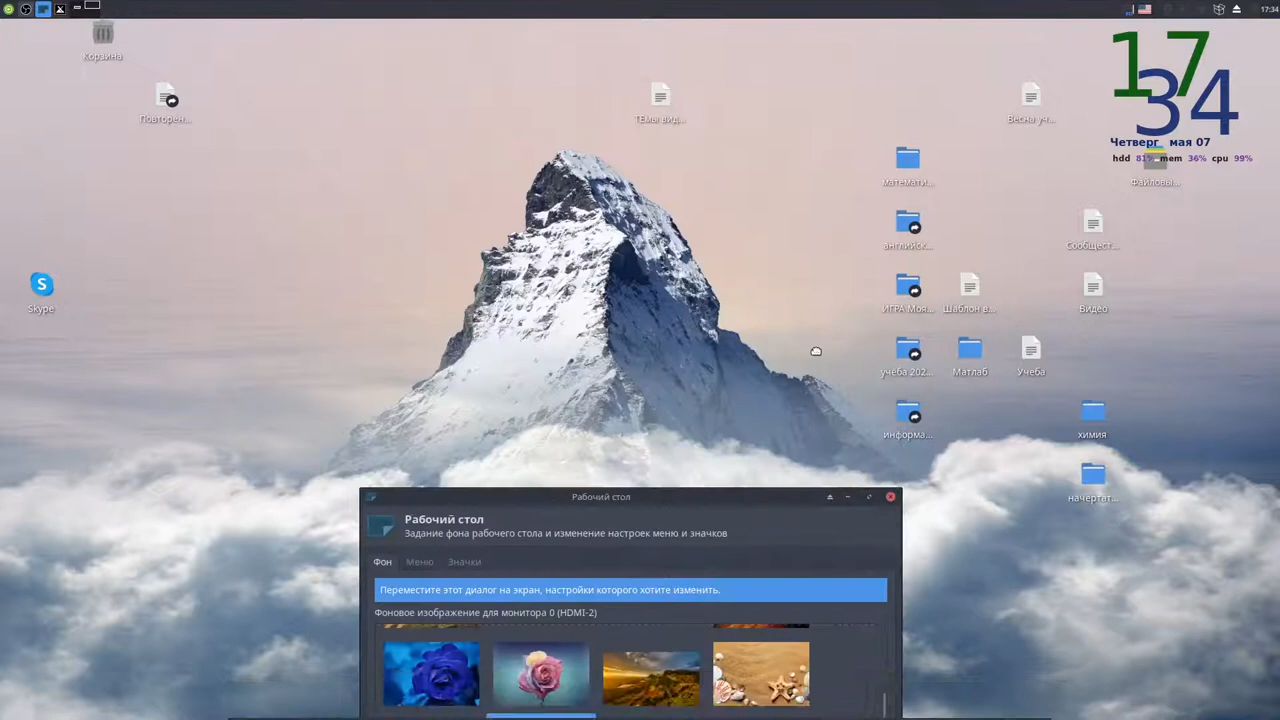 17:34
Корзина
17
34
Повторен...
ТЕмы вид...
Весна уч...
Четверг мая 07
hdd 81% mem 36% cpu 99%
математи...
Файловы...
английск...
Сообщест...
Skype
ИГРА Моя...
Шаблон в...
Видео
учёба 202...
Матлаб
Учеба
информа...
химия
начертат...
Рабочий стол
Рабочий стол
Задание фона рабочего стола и изменение настроек меню и значков
Фон
Меню
Значки
Переместите этот диалог на экран, настройки которого хотите изменить.
Фоновое изображение для монитора 0 (HDMI-2)